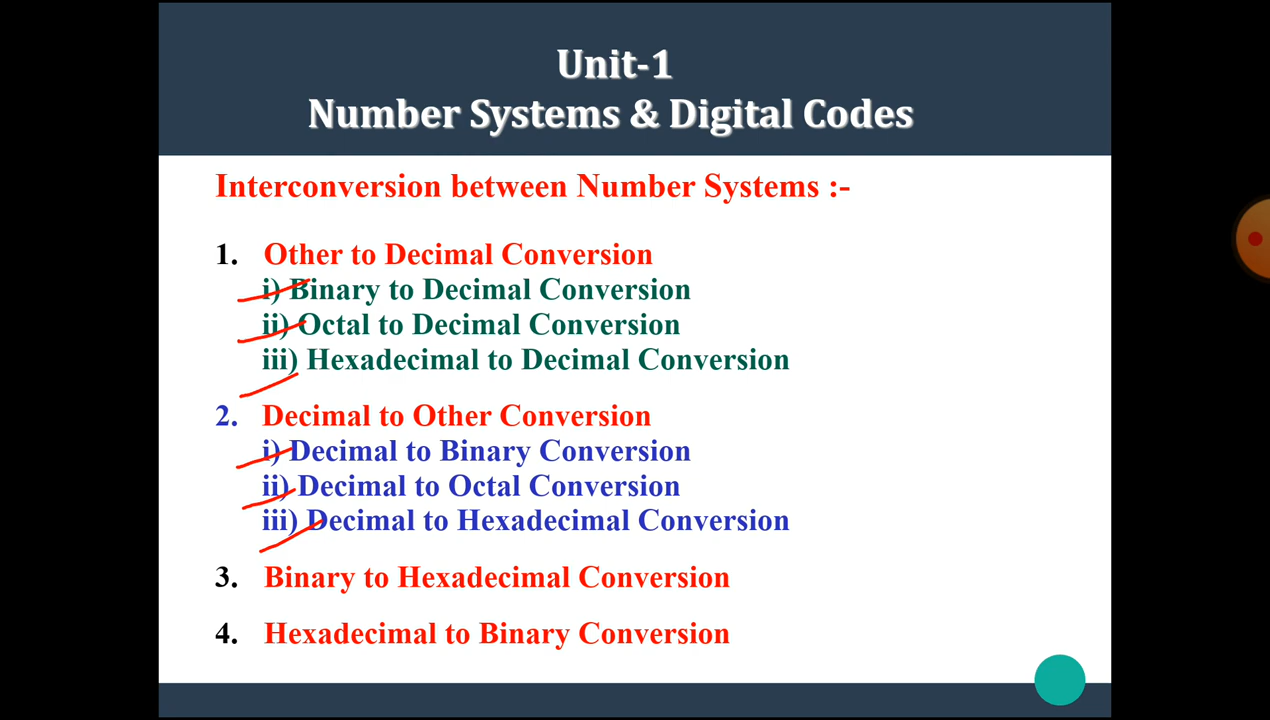 Unit-1
Number Systems & Digital Codes
Interconversion between Number Systems :-
1. Other to Decimal Conversion
i) Binary to Decimal Conversion
ii) Octal to Decimal Conversion
iii) Hexadecimal to Decimal Conversion
2. Decimal to Other Conversion
i) Decimal to Binary Conversion
ii) Decimal to Octal Conversion
iii) Decimal to Hexadecimal Conversion
3. Binary to Hexadecimal Conversion
4. Hexadecimal to Binary Conversion